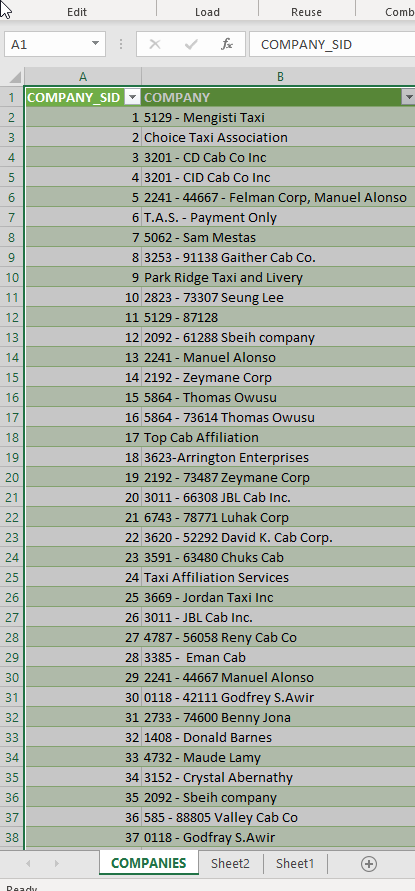 Edit Load Reuse Comb
A1 fx COMPANY_SID
A B
1 COMPANY_SID COMPANY
2 1 5129 - Mengisti Taxi
3 2 Choice Taxi Association
4 3 3201 - CD Cab Co Inc
5 4 3201 - CID Cab Co Inc
6 5 2241 - 44667 - Felman Corp, Manuel Alonso
7 6 T.A.S. - Payment Only
8 7 5062 - Sam Mestas
9 8 3253 - 91138 Gaither Cab Co.
10 9 Park Ridge Taxi and Livery
11 10 2823 - 73307 Seung Lee
12 11 5129 - 87128
13 12 2092 - 61288 Sbeih company
14 13 2241 - Manuel Alonso
15 14 2192 - Zeymane Corp
16 15 5864 - Thomas Owusu
17 16 5864 - 73614 Thomas Owusu
18 17 Top Cab Affiliation
19 18 3623-Arrington Enterprises
20 19 2192 - 73487 Zeymane Corp
21 20 3011 - 66308 JBL Cab Inc.
22 21 6743 - 78771 Luhak Corp
23 22 3620 - 52292 David K. Cab Corp.
24 23 3591 - 63480 Chuks Cab
25 24 Taxi Affiliation Services
26 25 3669 - Jordan Taxi Inc
27 26 3011 - JBL Cab Inc.
28 27 4787 - 56058 Reny Cab Co
29 28 3385 -  Eman Cab
30 29 2241 - 44667 Manuel Alonso
31 30 0118 - 42111 Godfrey S.Awir
32 31 2733 - 74600 Benny Jona
33 32 1408 - Donald Barnes
34 33 4732 - Maude Lamy
35 34 3152 - Crystal Abernathy
36 35 2092 - Sbeih company
37 36 585 - 88805 Valley Cab Co
38 37 0118 - Godfray S.Awir
COMPANIES Sheet2 Sheet1
Ready